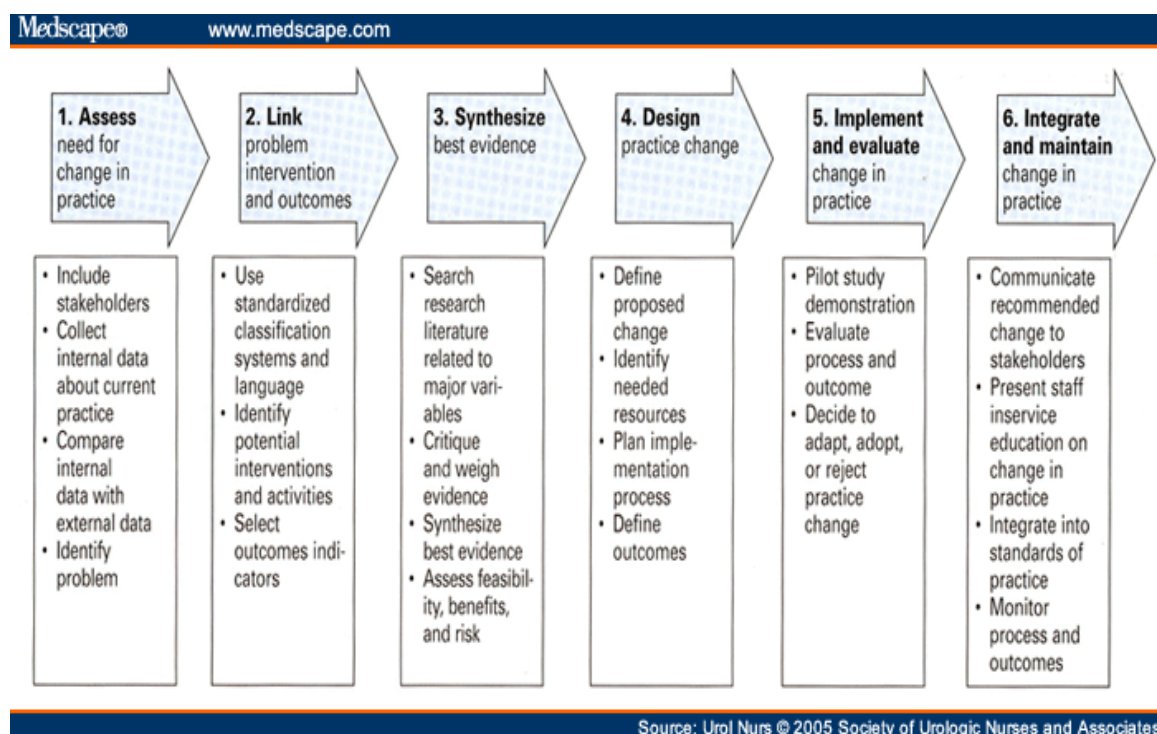 Medscape® www.medscape.com
1. Assess
need for
change in
practice
2. Link
problem
intervention
and outcomes
3. Synthesize
best evidence
4. Design
practice change
5. Implement
and evaluate
change in
practice
6. Integrate
and maintain
change in
practice
• Include
stakeholders
• Collect
internal data
about current
practice
• Compare
internal
data with
external data
• Identify
problem
• Use
standardized
classification
systems and
language
• Identify
potential
interventions
and activities
• Select
outcomes indi-
cators
• Search
research
literature
related to
major vari-
ables
• Critique
and weigh
evidence
• Synthesize
best evidence
• Assess feasibil-
ity, benefits,
and risk
• Define
proposed
change
• Identify
needed
resources
• Plan imple-
mentation
process
• Define
outcomes
• Pilot study
demonstration
• Evaluate
process and
outcome
• Decide to
adapt, adopt,
or reject
practice
change
• Communicate
recommended
change to
stakeholders
• Present staff
inservice
education on
change in
practice
• Integrate into
standards of
practice
• Monitor
process and
outcomes
Source: Urol Nurs © 2005 Society of Urologic Nurses and Associates